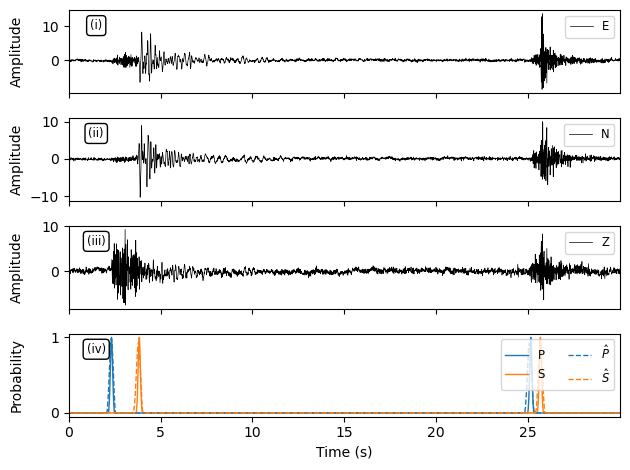 (i)
E
Amplitude
10
0
(ii)
N
Amplitude
10
0
−10
(iii)
Z
Amplitude
10
0
(iv)
P
S
P̂
Ŝ
Probability
1
0
0 5 10 15 20 25
Time (s)